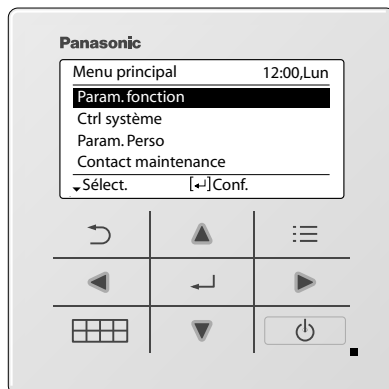 Panasonic
Menu principal 12:00,Lun
Param. fonction
Ctrl système
Param. Perso
Contact maintenance
Sélect. [↵]Conf.